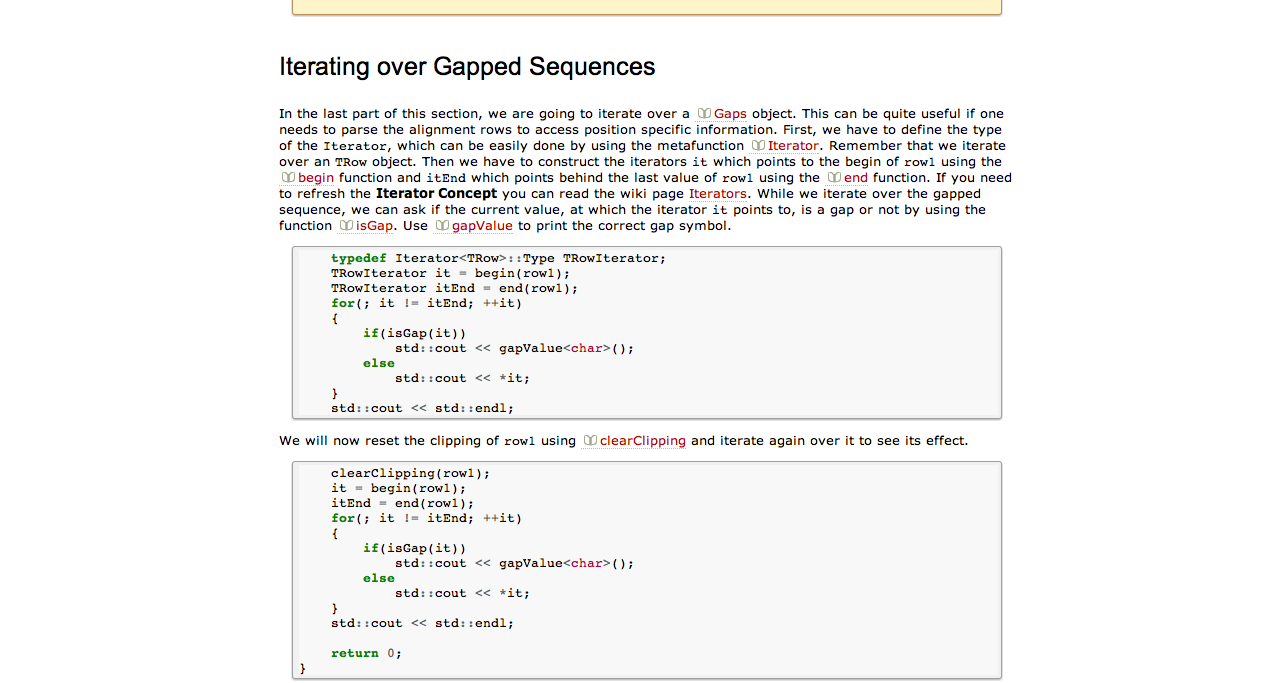 Iterating over Gapped Sequences
In the last part of this section, we are going to iterate over a Gaps object. This can be quite useful if one
needs to parse the alignment rows to access position specific information. First, we have to define the type
of the Iterator, which can be easily done by using the metafunction Iterator. Remember that we iterate
over an TRow object. Then we have to construct the iterators it which points to the begin of row1 using the
begin function and itEnd which points behind the last value of row1 using the end function. If you need
to refresh the Iterator Concept you can read the wiki page Iterators. While we iterate over the gapped
sequence, we can ask if the current value, at which the iterator it points to, is a gap or not by using the
function isGap. Use gapValue to print the correct gap symbol.
typedef Iterator<TRow>::Type TRowIterator;
TRowIterator it = begin(row1);
TRowIterator itEnd = end(row1);
for(; it != itEnd; ++it)
{
if(isGap(it))
std::cout << gapValue<char>();
else
std::cout << *it;
}
std::cout << std::endl;
We will now reset the clipping of row1 using clearClipping and iterate again over it to see its effect.
clearClipping(row1);
it = begin(row1);
itEnd = end(row1);
for(; it != itEnd; ++it)
{
if(isGap(it))
std::cout << gapValue<char>();
else
std::cout << *it;
}
std::cout << std::endl;
return 0;
}